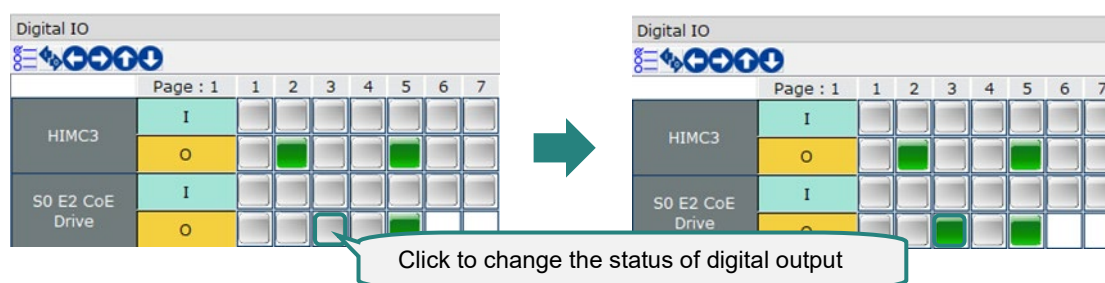 Digital IO
Page : 1 1 2 3 4 5 6 7
HIMC3
I
O
S0 E2 CoE
Drive
I
O
Digital IO
Page : 1 1 2 3 4 5 6 7
HIMC3
I
O
S0 E2 CoE
Drive
I
O
Click to change the status of digital output